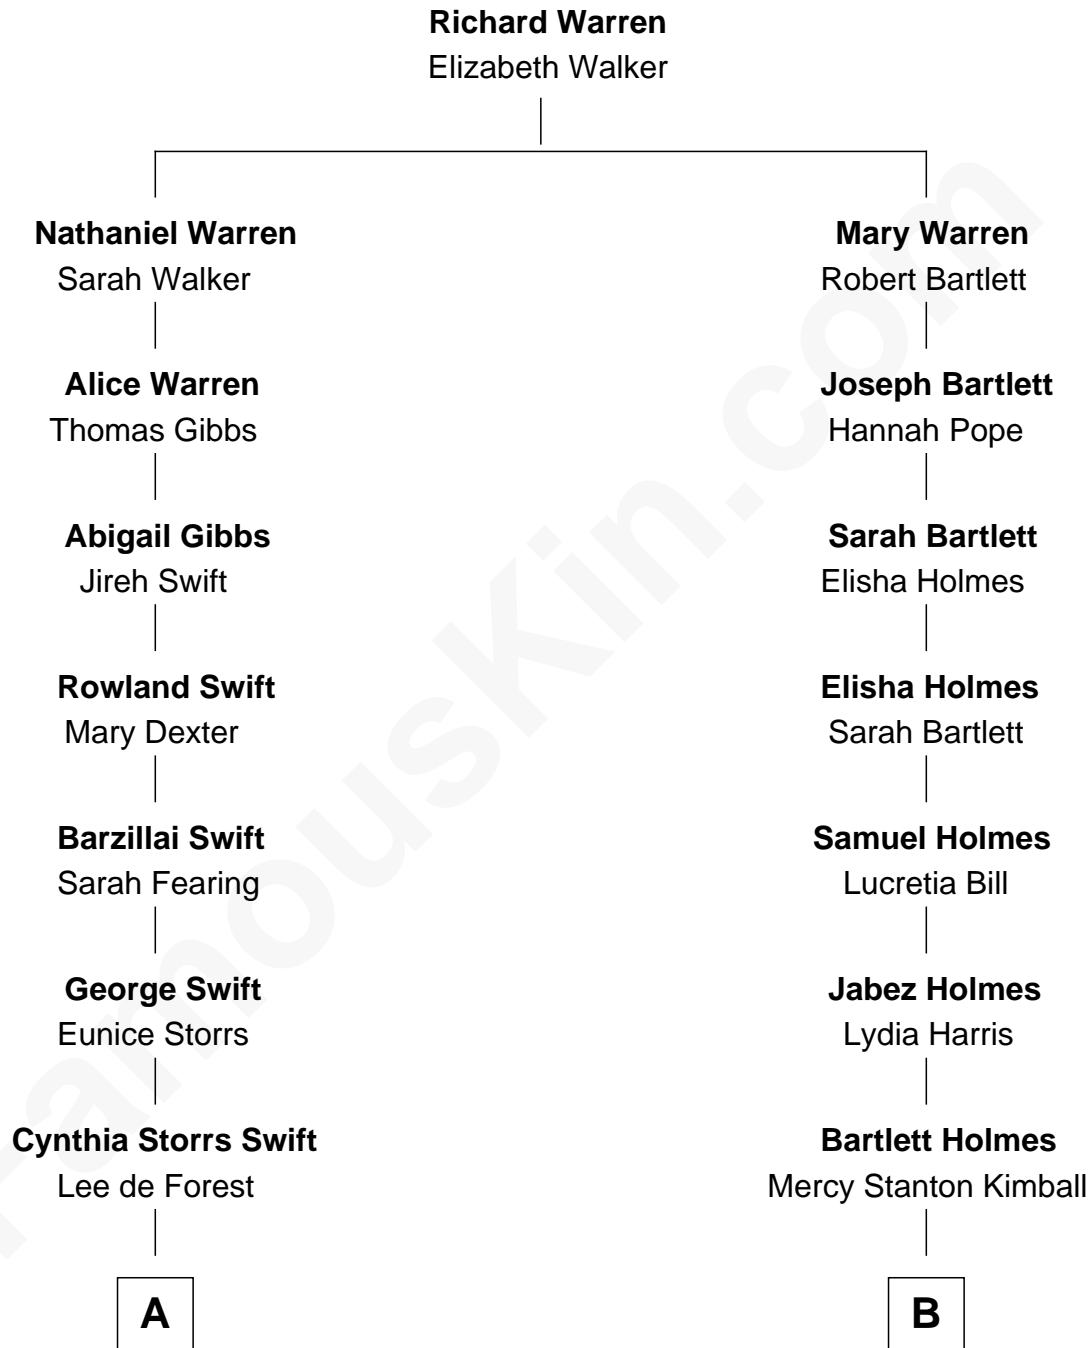 Richard Warren
Elizabeth Walker
Nathaniel Warren
Sarah Walker
Mary Warren
Robert Bartlett
Alice Warren
Thomas Gibbs
Joseph Bartlett
Hannah Pope
Abigail Gibbs
Jireh Swift
Sarah Bartlett
Elisha Holmes
Rowland Swift
Mary Dexter
Elisha Holmes
Sarah Bartlett
Barzillai Swift
Sarah Fearing
Samuel Holmes
Lucretia Bill
George Swift
Eunice Storrs
Jabez Holmes
Lydia Harris
Cynthia Storrs Swift
Lee de Forest
Bartlett Holmes
Mercy Stanton Kimball
A
B
FamousKin.com